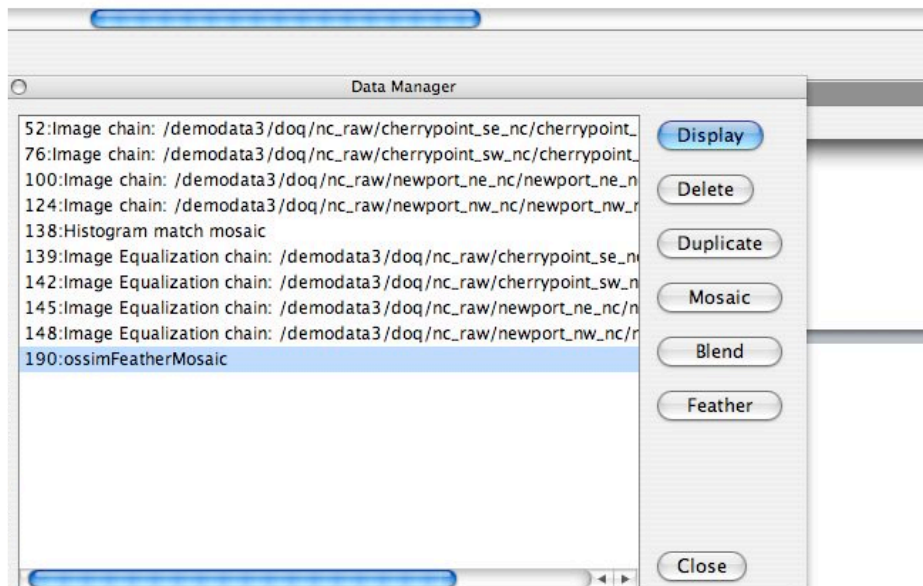 Data Manager
52:Image chain: /demodata3/doq/nc_raw/cherrypoint_se_nc/cherrypoint_
76:Image chain: /demodata3/doq/nc_raw/cherrypoint_sw_nc/cherrypoint_
100:Image chain: /demodata3/doq/nc_raw/newport_ne_nc/newport_ne_n
124:Image chain: /demodata3/doq/nc_raw/newport_nw_nc/newport_nw_r
138:Histogram match mosaic
139:Image Equalization chain: /demodata3/doq/nc_raw/cherrypoint_se_n
142:Image Equalization chain: /demodata3/doq/nc_raw/cherrypoint_sw_n
145:Image Equalization chain: /demodata3/doq/nc_raw/newport_ne_nc/n
148:Image Equalization chain: /demodata3/doq/nc_raw/newport_nw_nc/r
190:ossimFeatherMosaic
Display
Delete
Duplicate
Mosaic
Blend
Feather
Close